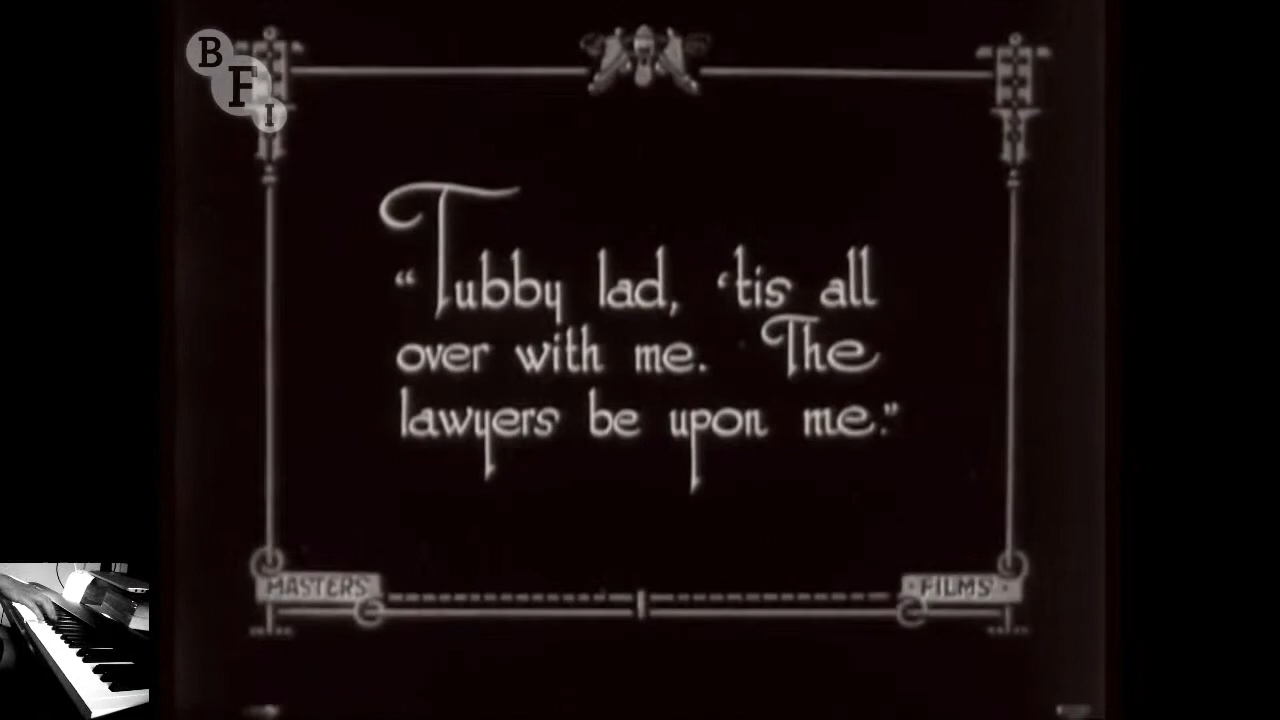 BFI
“Tubby lad, ‘tis all
over with me. The
lawyers be upon me.”
MASTERS
FILMS